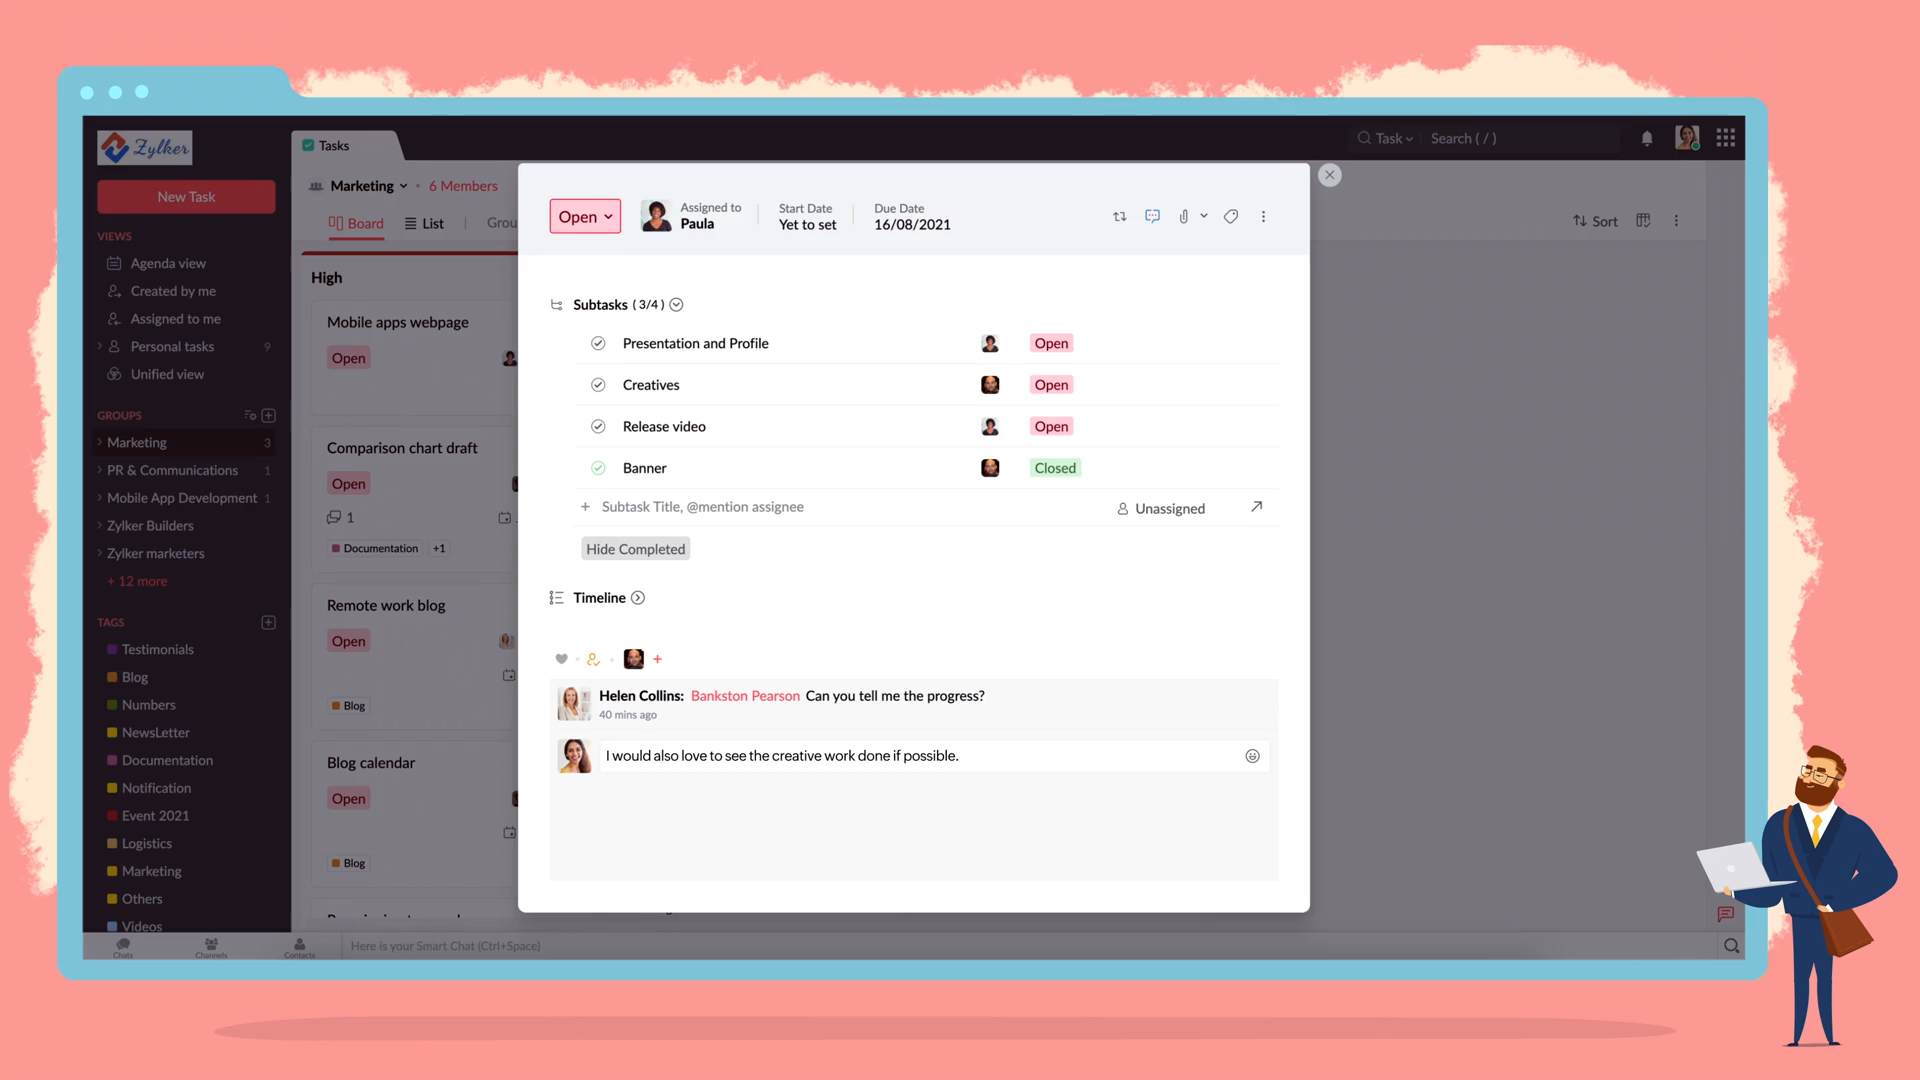 Zylker
Tasks
Task
Search ( / )
New Task
Marketing
6 Members
Board
List
Grou
Sort
VIEWS
Agenda view
Created by me
Assigned to me
Personal tasks 9
Unified view
GROUPS
Marketing 3
PR & Communications 1
Mobile App Development 1
Zylker Builders
Zylker marketers
+ 12 more
TAGS
Testimonials
Blog
Numbers
NewsLetter
Documentation
Notification
Event 2021
Logistics
Marketing
Others
Videos
High
Mobile apps webpage
Open
Comparison chart draft
Open
1
Documentation +1
Remote work blog
Open
Blog
Blog calendar
Open
Blog
Open
Assigned to
Paula
Start Date
Yet to set
Due Date
16/08/2021
Subtasks ( 3/4 )
Presentation and Profile Open
Creatives Open
Release video Open
Banner Closed
+ Subtask Title, @mention assignee Unassigned
Hide Completed
Timeline
+
Helen Collins: Bankston Pearson Can you tell me the progress?
40 mins ago
I would also love to see the creative work done if possible.
Chats
Channels
Contacts
Here is your Smart Chat (Ctrl+Space)